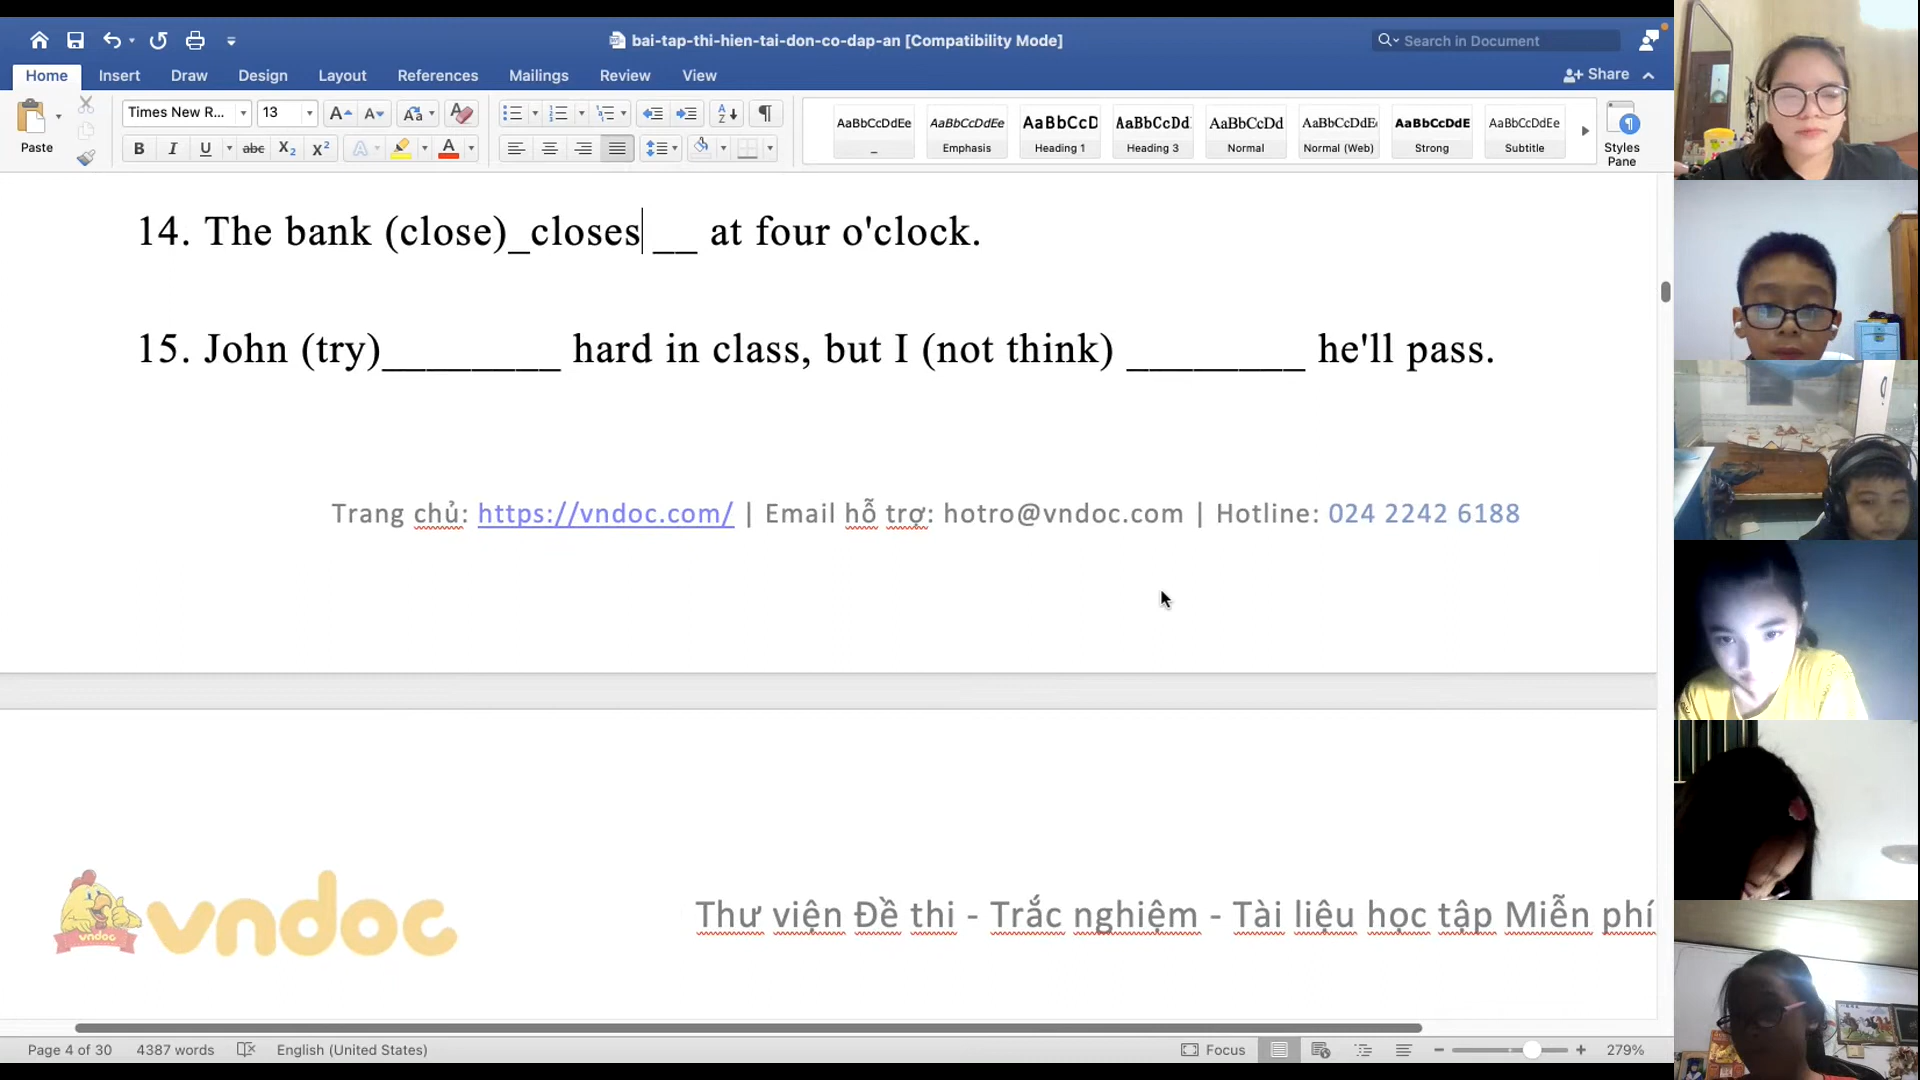 bai-tap-thi-hien-tai-don-co-dap-an [Compatibility Mode]
Search in Document
Home Insert Draw Design Layout References Mailings Review View
Share
Paste
Times New R... 13
abc X₂ X²
AaBbCcDdEe AaBbCcDdEe AaBbCcD AaBbCcDd AaBbCcDd AaBbCcDdE AaBbCcDdE AaBbCcDdEe
Emphasis Heading 1 Heading 3 Normal Normal (Web) Strong Subtitle
Styles Pane
14. The bank (close)_closes __ at four o'clock.
15. John (try)________ hard in class, but I (not think) ________ he'll pass.
Trang chủ: https://vndoc.com/ | Email hỗ trợ: hotro@vndoc.com | Hotline: 024 2242 6188
vndoc
vndoc
Thư viện Đề thi - Trắc nghiệm - Tài liệu học tập Miễn phí
Page 4 of 30 4387 words English (United States)
Focus
279%